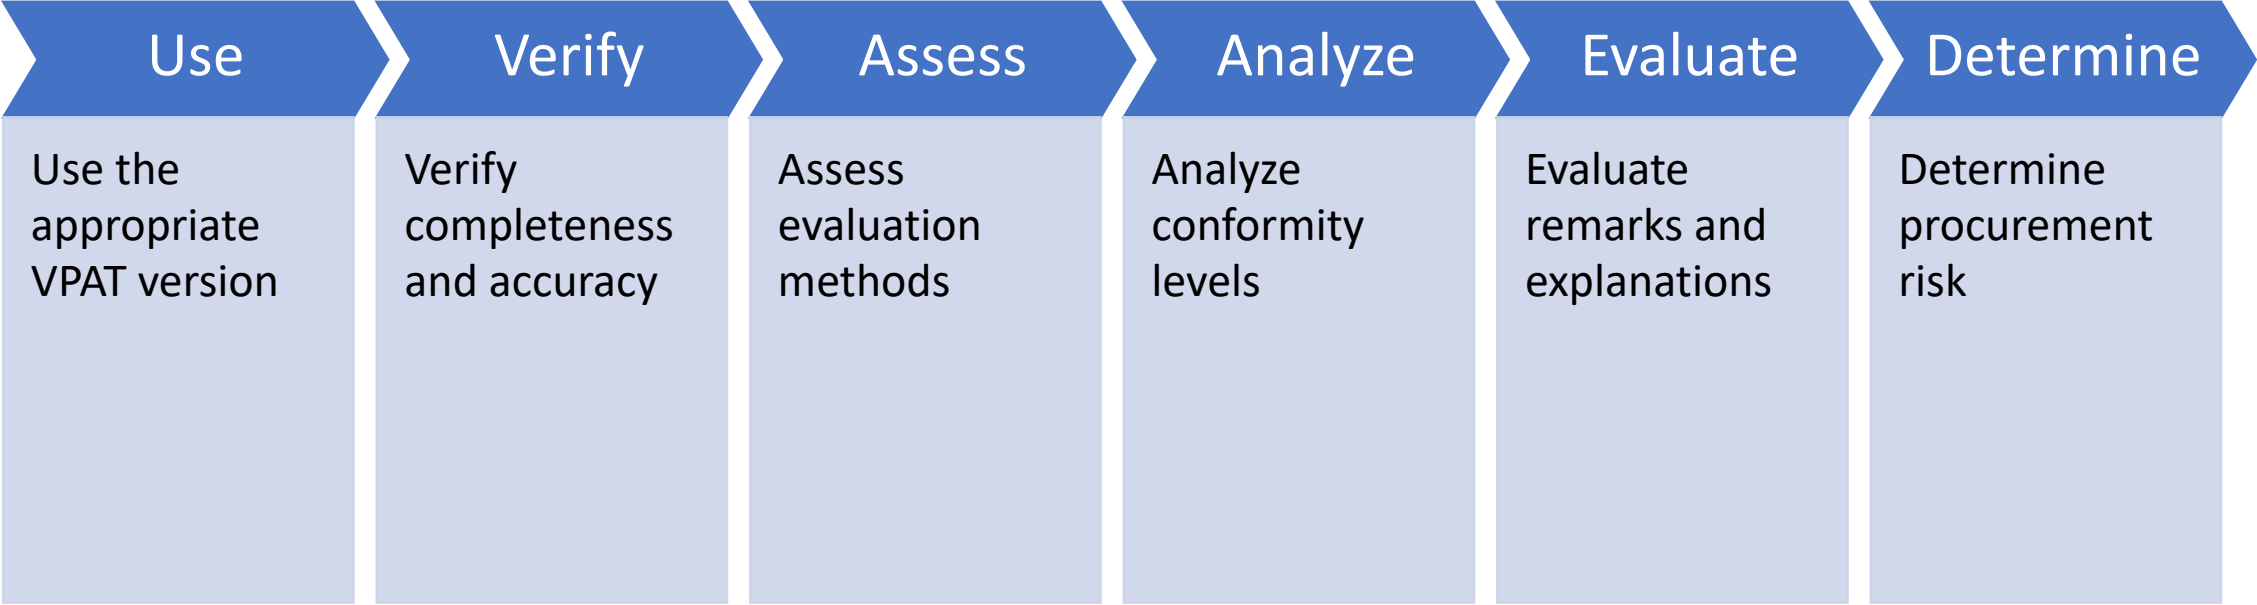 Use
Verify
Assess
Analyze
Evaluate
Determine
Use the
appropriate
VPAT version
Verify
completeness
and accuracy
Assess
evaluation
methods
Analyze
conformity
levels
Evaluate
remarks and
explanations
Determine
procurement
risk